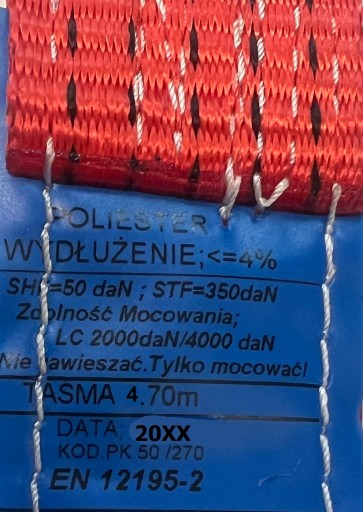 POLIESTER
WYDŁUŻENIE;<=4%
SHF=50 daN ; STF=350daN
Zdolność Mocowania;
LC 2000daN/4000 daN
Nie zawieszać.Tylko mocować!
TASMA 4.70m
DATA; 20XX
KOD.PK 50 /270
EN 12195-2